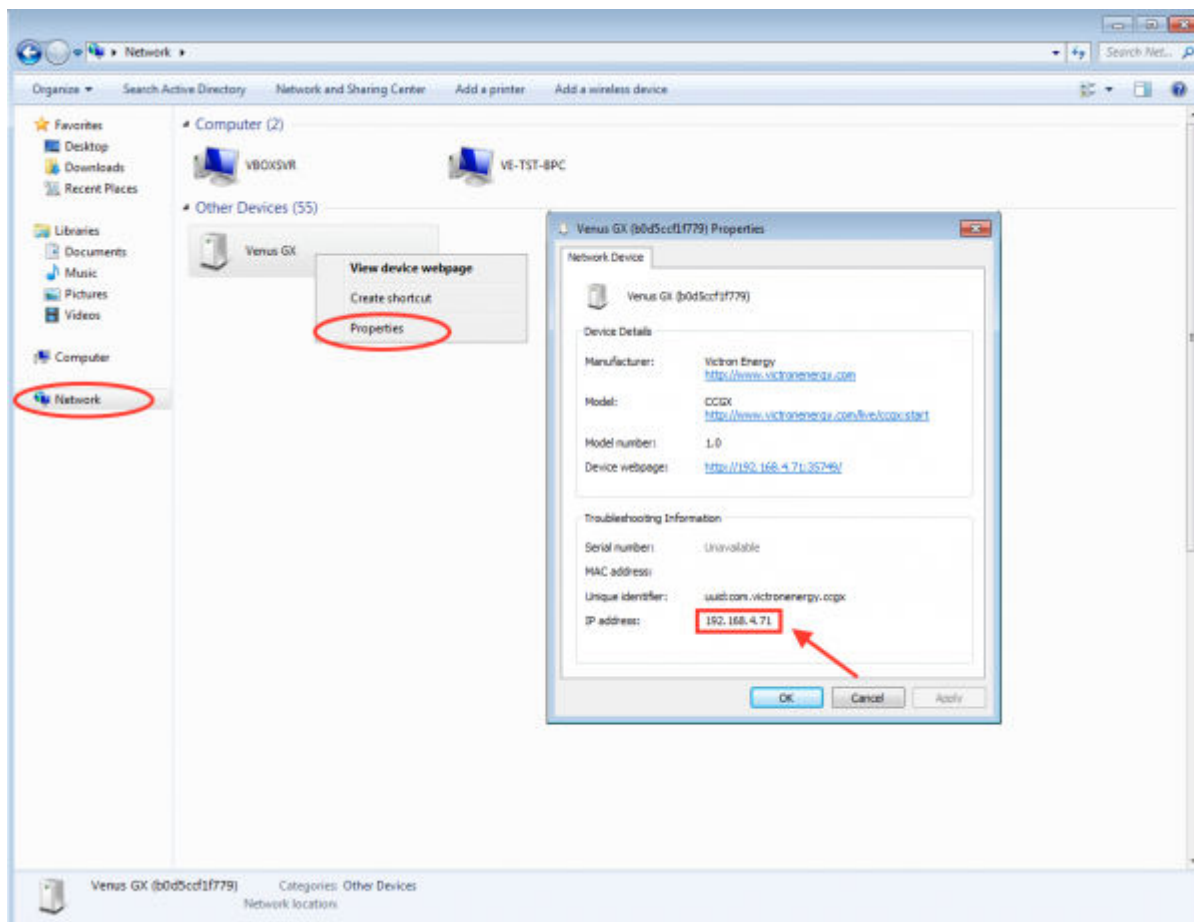 Network
Search Net...
Organize
Search Active Directory
Network and Sharing Center
Add a printer
Add a wireless device
Favorites
Desktop
Downloads
Recent Places
Libraries
Documents
Music
Pictures
Videos
Computer
Network
Computer (2)
VBOXSVR
VE-TST-BPC
Other Devices (55)
Venus GX
View device webpage
Create shortcut
Properties
Venus GX (b0d5ccf1f779) Properties
Network Device
Venus GX (b0d5ccf1f779)
Device Details
Manufacturer: Victron Energy
http://www.victronenergy.com
Model: CCGX
http://www.victronenergy.com/live/ccgx:start
Model number: 1.0
Device webpage: http://192.168.4.71:35749/
Troubleshooting Information
Serial number: Unavailable
MAC address:
Unique identifier: uuid:com.victronenergy.ccgx
IP address: 192.168.4.71
OK Cancel Apply
Venus GX (b0d5ccf1f779) Categories: Other Devices
Network location: